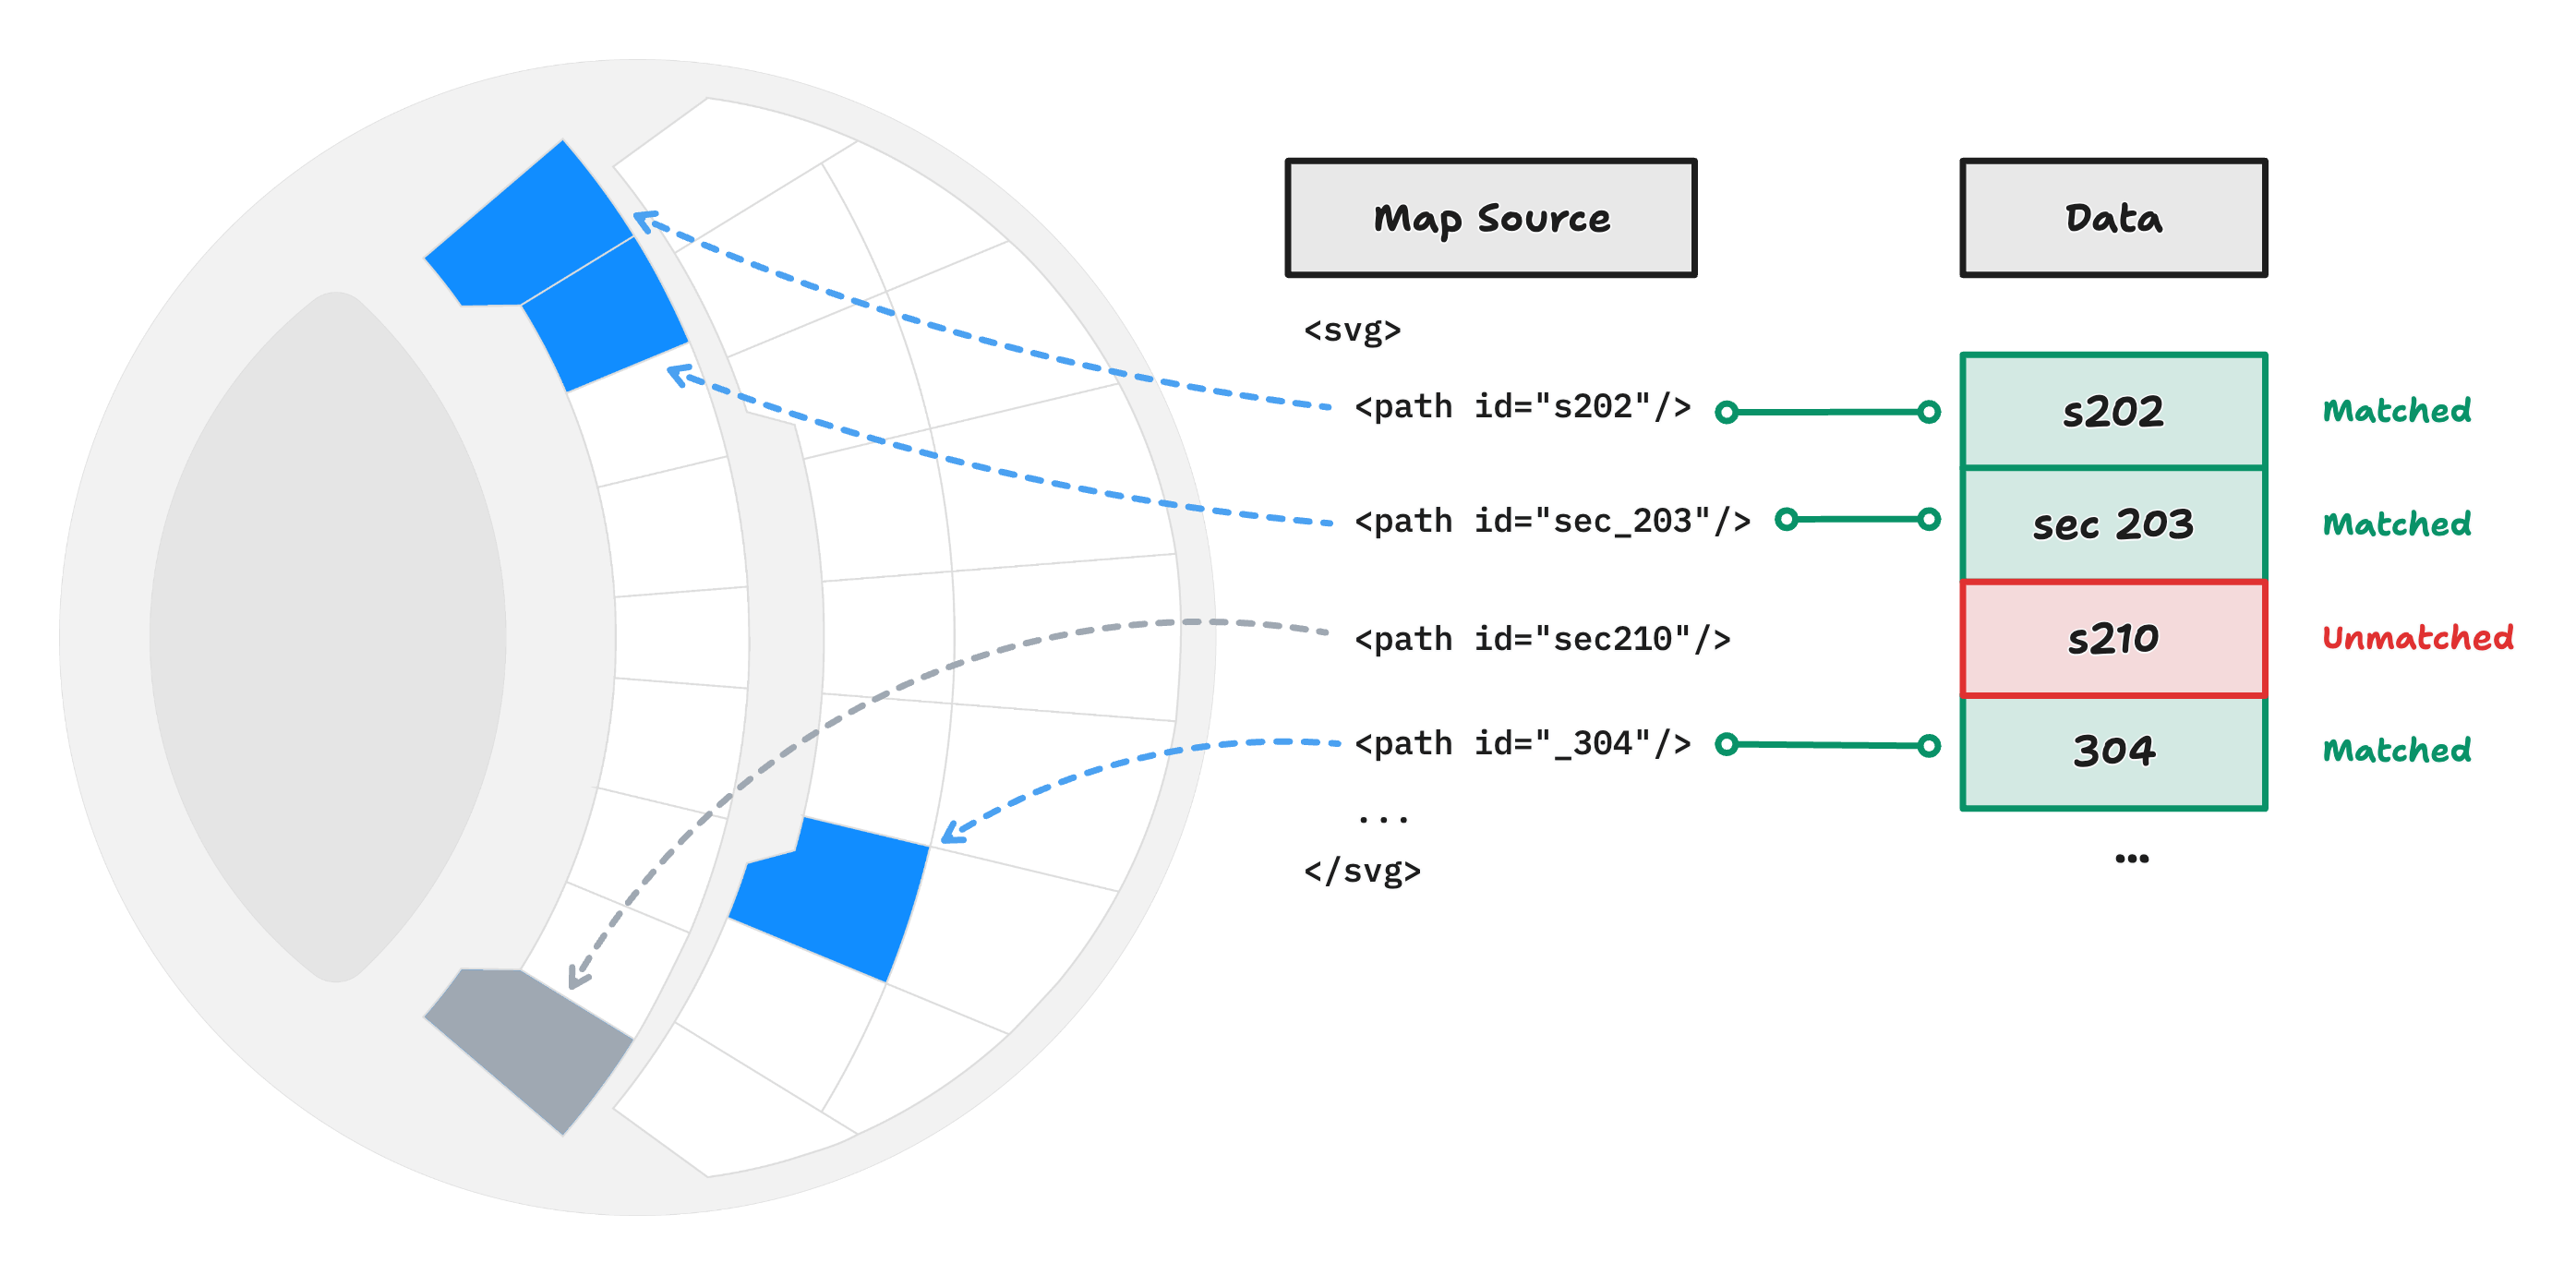 Map Source
Data
<svg>
<path id="s202"/>
s202
Matched
<path id="sec_203"/>
sec 203
Matched
<path id="sec210"/>
s210
Unmatched
<path id="_304"/>
304
Matched
...
...
</svg>